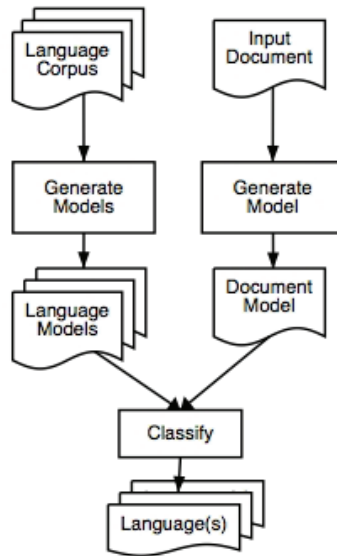 Language
Corpus
Input
Document
Generate
Models
Generate
Model
Language
Models
Document
Model
Classify
Language(s)